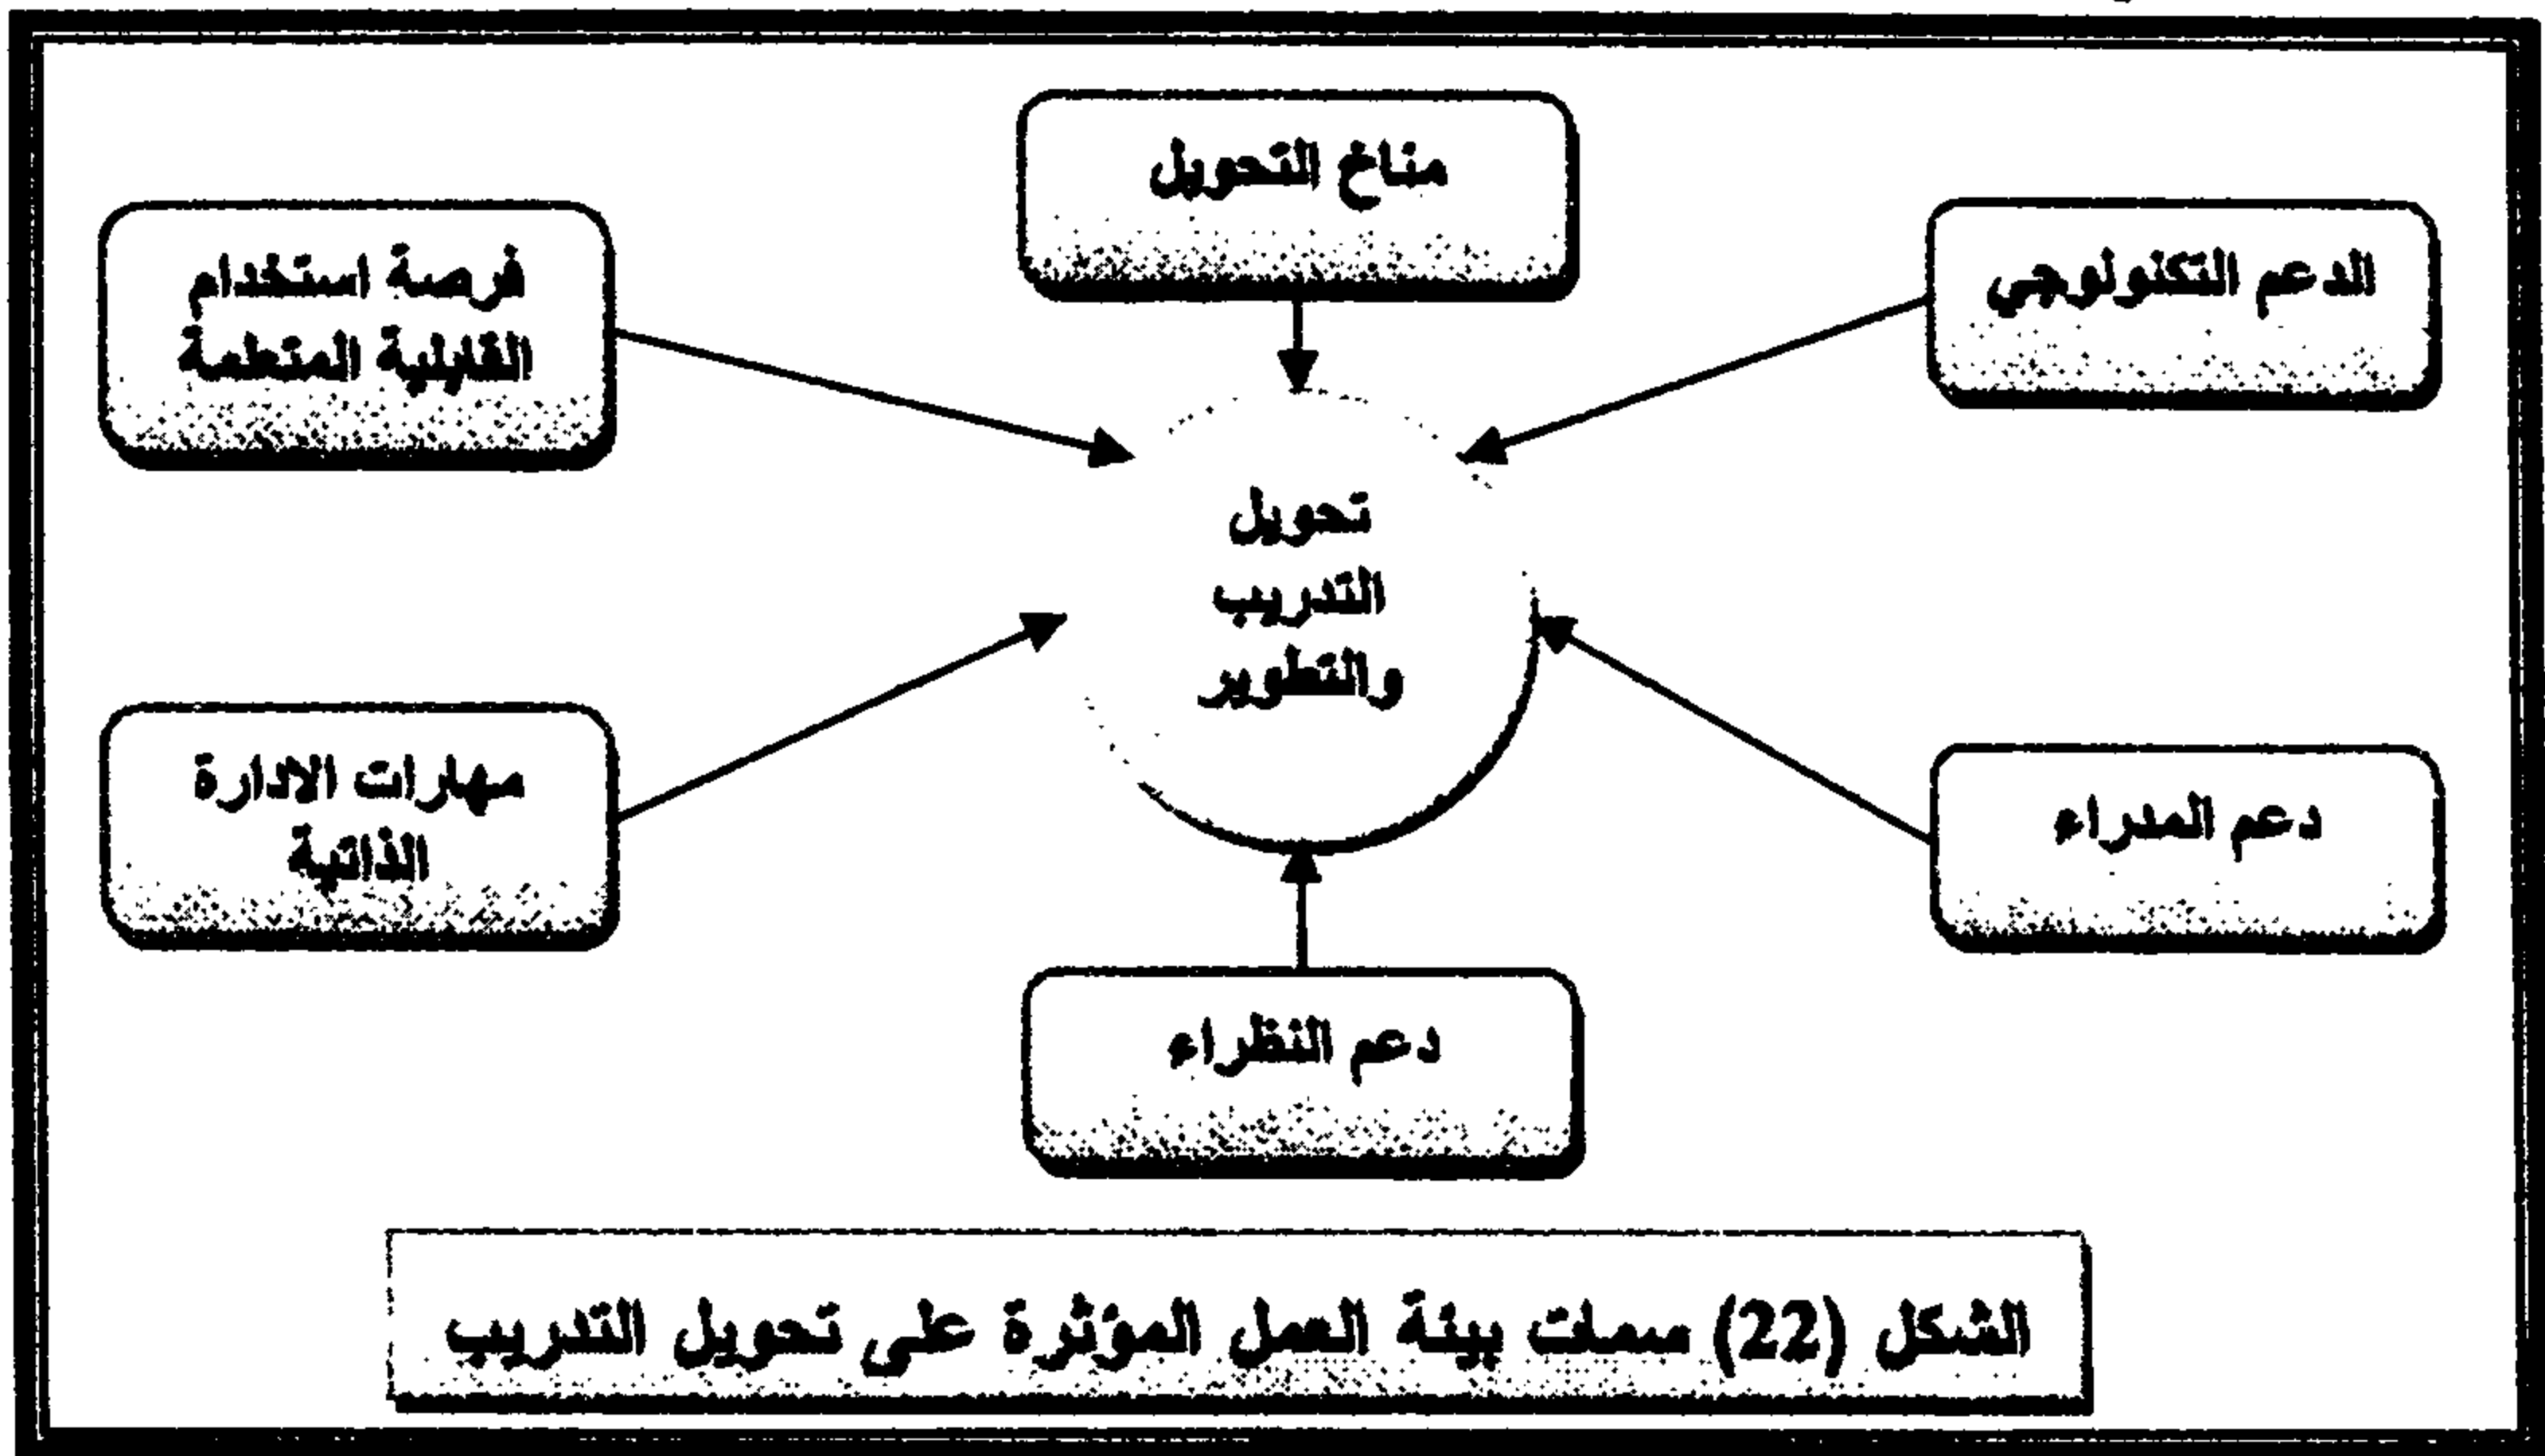 مناخ التحويل
الدعم التكنولوجي
فرصة استخدام
القابلية المتعلمة
تحويل
التدريب
والتطوير
دعم المدراء
مهارات الادارة
الذاتية
دعم النظراء
الشكل (22) سمات بيئة العمل المؤثرة على تحويل التدريب